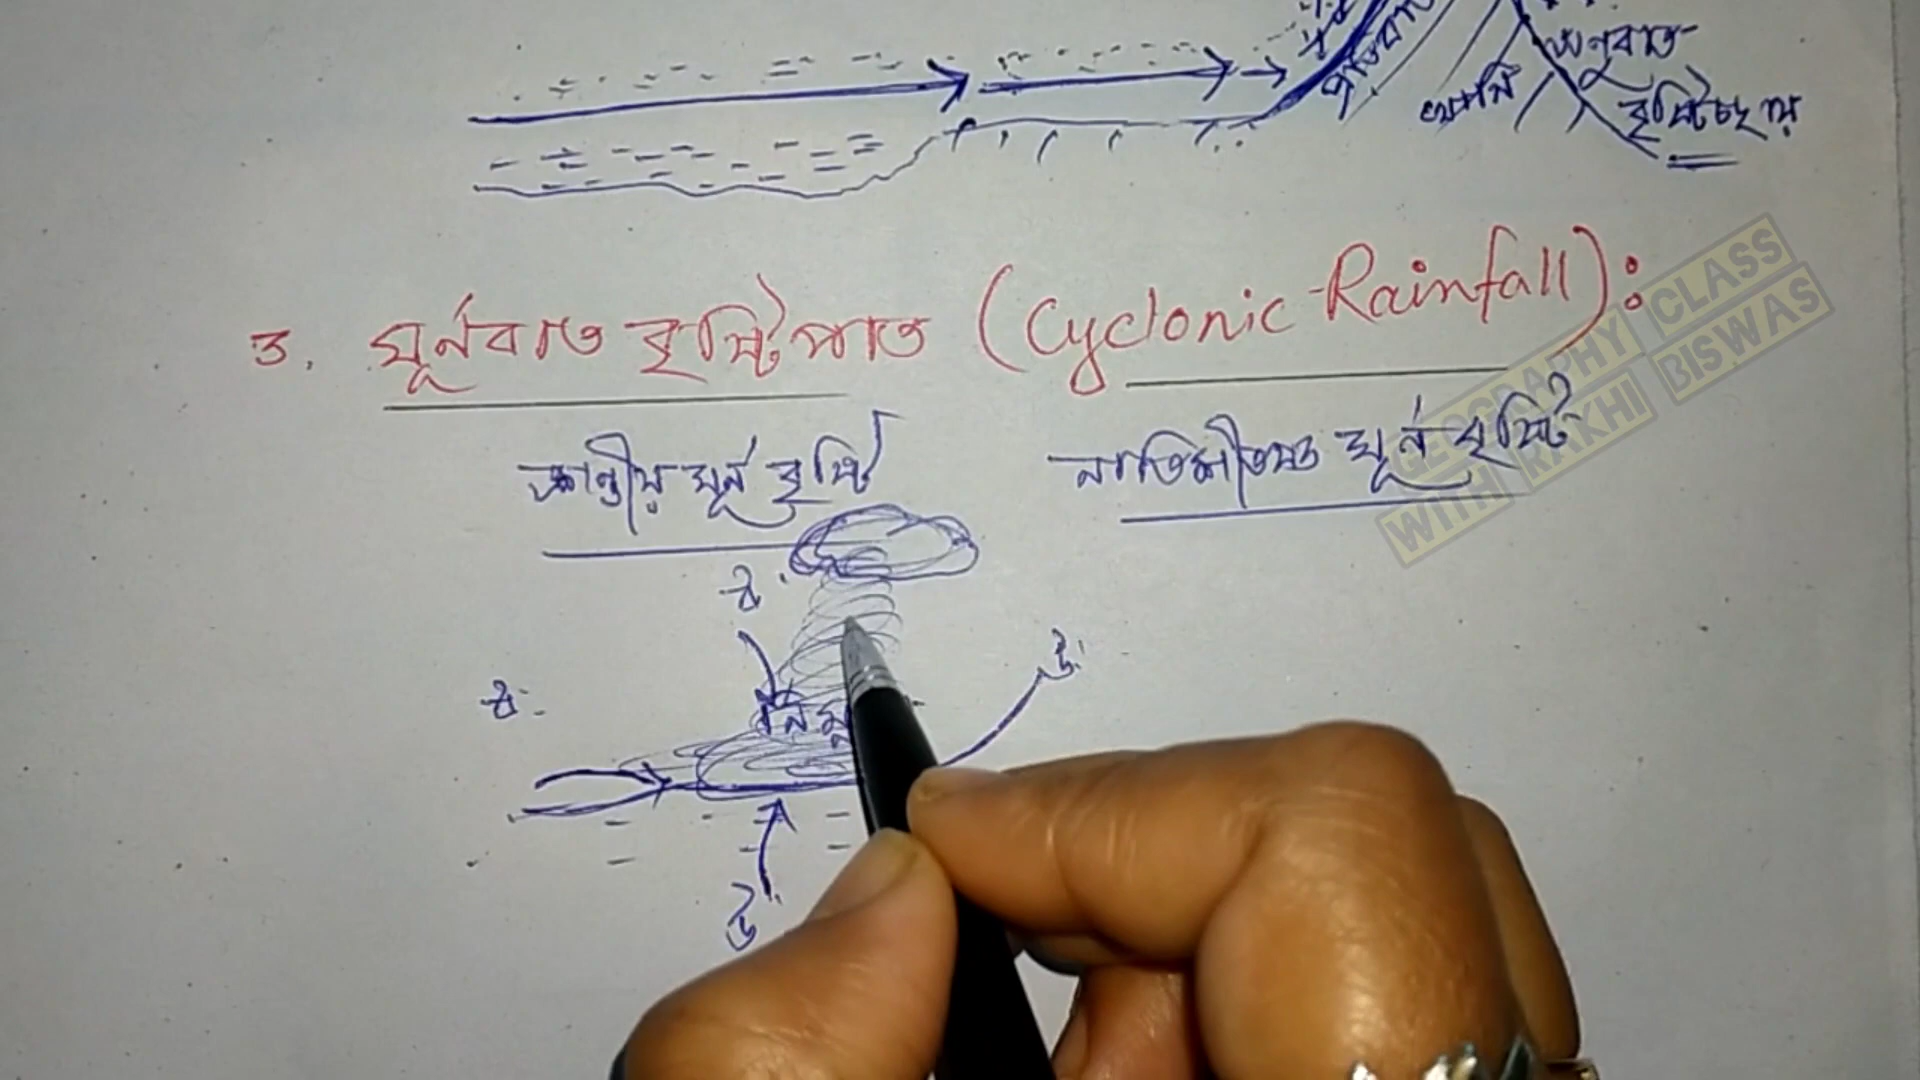 অনুবাত
বৃষ্টিচ্ছায়
৩. ঘূর্ণবাত বৃষ্টিপাত (Cyclonic Rainfall):
ক্রান্তীয় ঘূর্ণ বৃষ্টি
নাতিশীতোষ্ণ ঘূর্ণ বৃষ্টি
নিম্ন
উ
GEOGRAPHY CLASS
WITH RAKHI BISWAS